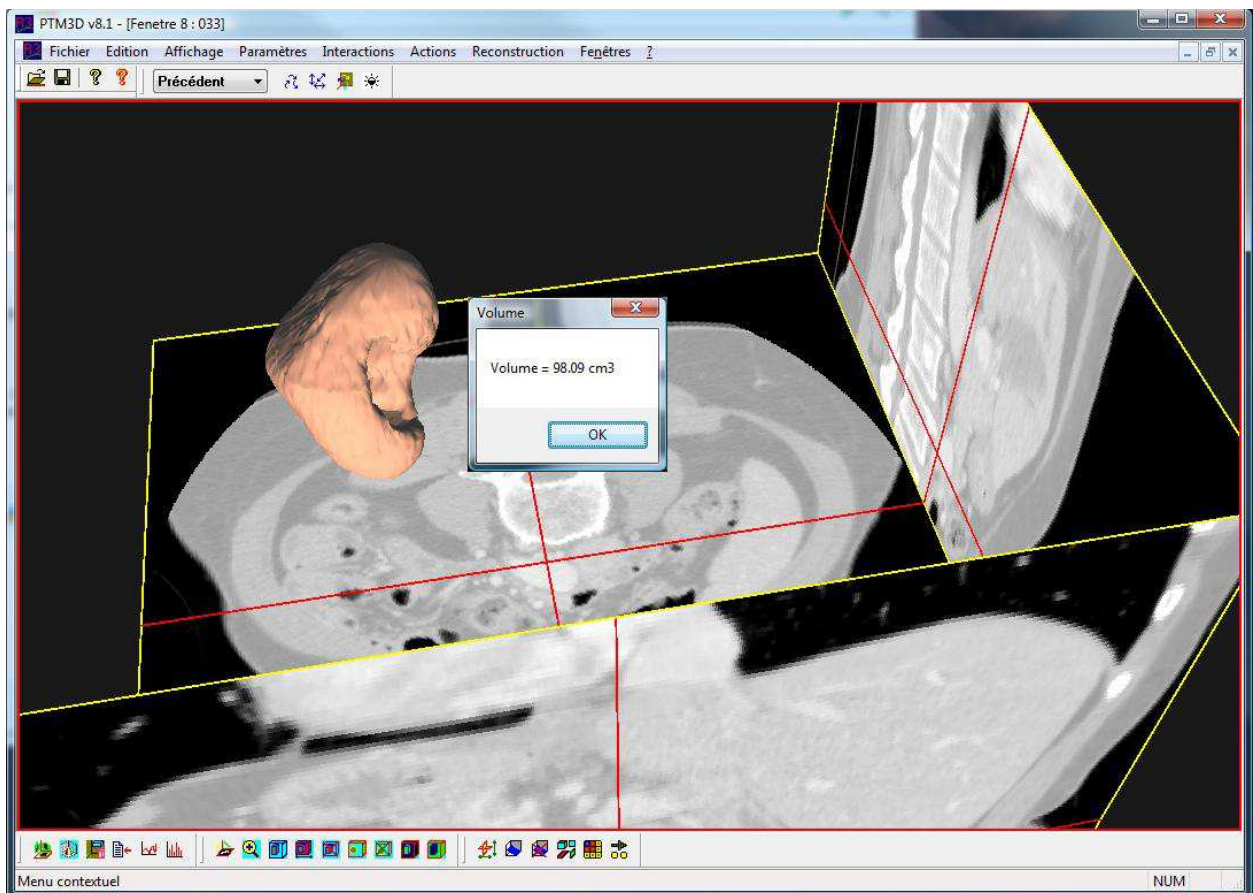 PTM3D v8.1 - [Fenetre 8 : 033]
Fichier Edition Affichage Paramètres Interactions Actions Reconstruction Fenêtres ?
Précédent
Volume
Volume = 98.09 cm3
OK
Menu contextuel NUM